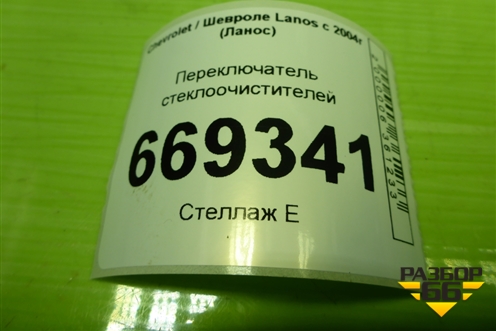 Chevrolet / Шевроле Lanos с 2004г
(Ланос)
Переключатель
стеклоочистителей
669341
Стеллаж Е
РАЗБОР
66